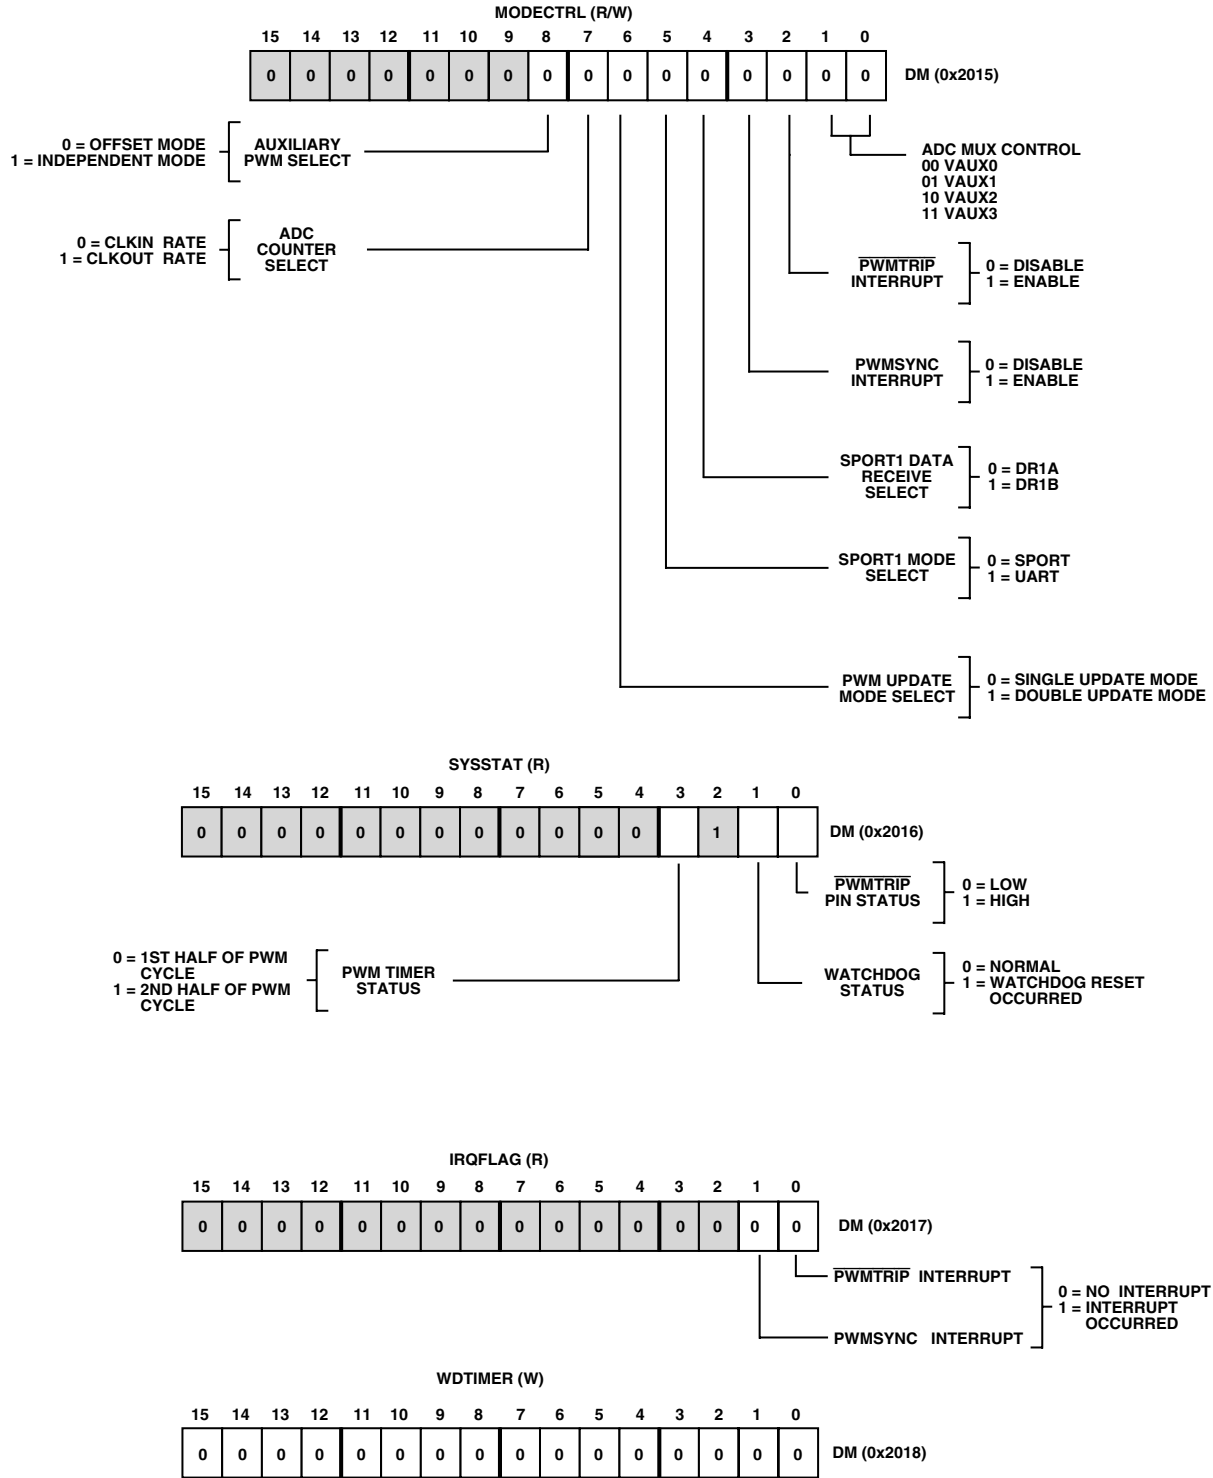 MODECTRL (R/W)
15 14 13 12 11 10 9 8 7 6 5 4 3 2 1 0
0 0 0 0 0 0 0 0 0 0 0 0 0 0 0 0 DM (0x2015)
0 = OFFSET MODE
1 = INDEPENDENT MODE
AUXILIARY
PWM SELECT
ADC MUX CONTROL
00 VAUX0
01 VAUX1
10 VAUX2
11 VAUX3
0 = CLKIN RATE
1 = CLKOUT RATE
ADC
COUNTER
SELECT
PWMTRIP
INTERRUPT
0 = DISABLE
1 = ENABLE
PWMSYNC
INTERRUPT
0 = DISABLE
1 = ENABLE
SPORT1 DATA
RECEIVE
SELECT
0 = DR1A
1 = DR1B
SPORT1 MODE
SELECT
0 = SPORT
1 = UART
PWM UPDATE
MODE SELECT
0 = SINGLE UPDATE MODE
1 = DOUBLE UPDATE MODE
SYSSTAT (R)
15 14 13 12 11 10 9 8 7 6 5 4 3 2 1 0
0 0 0 0 0 0 0 0 0 0 0 0 1 DM (0x2016)
PWMTRIP
PIN STATUS
0 = LOW
1 = HIGH
0 = 1ST HALF OF PWM
CYCLE
1 = 2ND HALF OF PWM
CYCLE
PWM TIMER
STATUS
WATCHDOG
STATUS
0 = NORMAL
1 = WATCHDOG RESET
OCCURRED
IRQFLAG (R)
15 14 13 12 11 10 9 8 7 6 5 4 3 2 1 0
0 0 0 0 0 0 0 0 0 0 0 0 0 0 0 0 DM (0x2017)
PWMTRIP INTERRUPT
PWMSYNC INTERRUPT
0 = NO INTERRUPT
1 = INTERRUPT
OCCURRED
WDTIMER (W)
15 14 13 12 11 10 9 8 7 6 5 4 3 2 1 0
0 0 0 0 0 0 0 0 0 0 0 0 0 0 0 0 DM (0x2018)